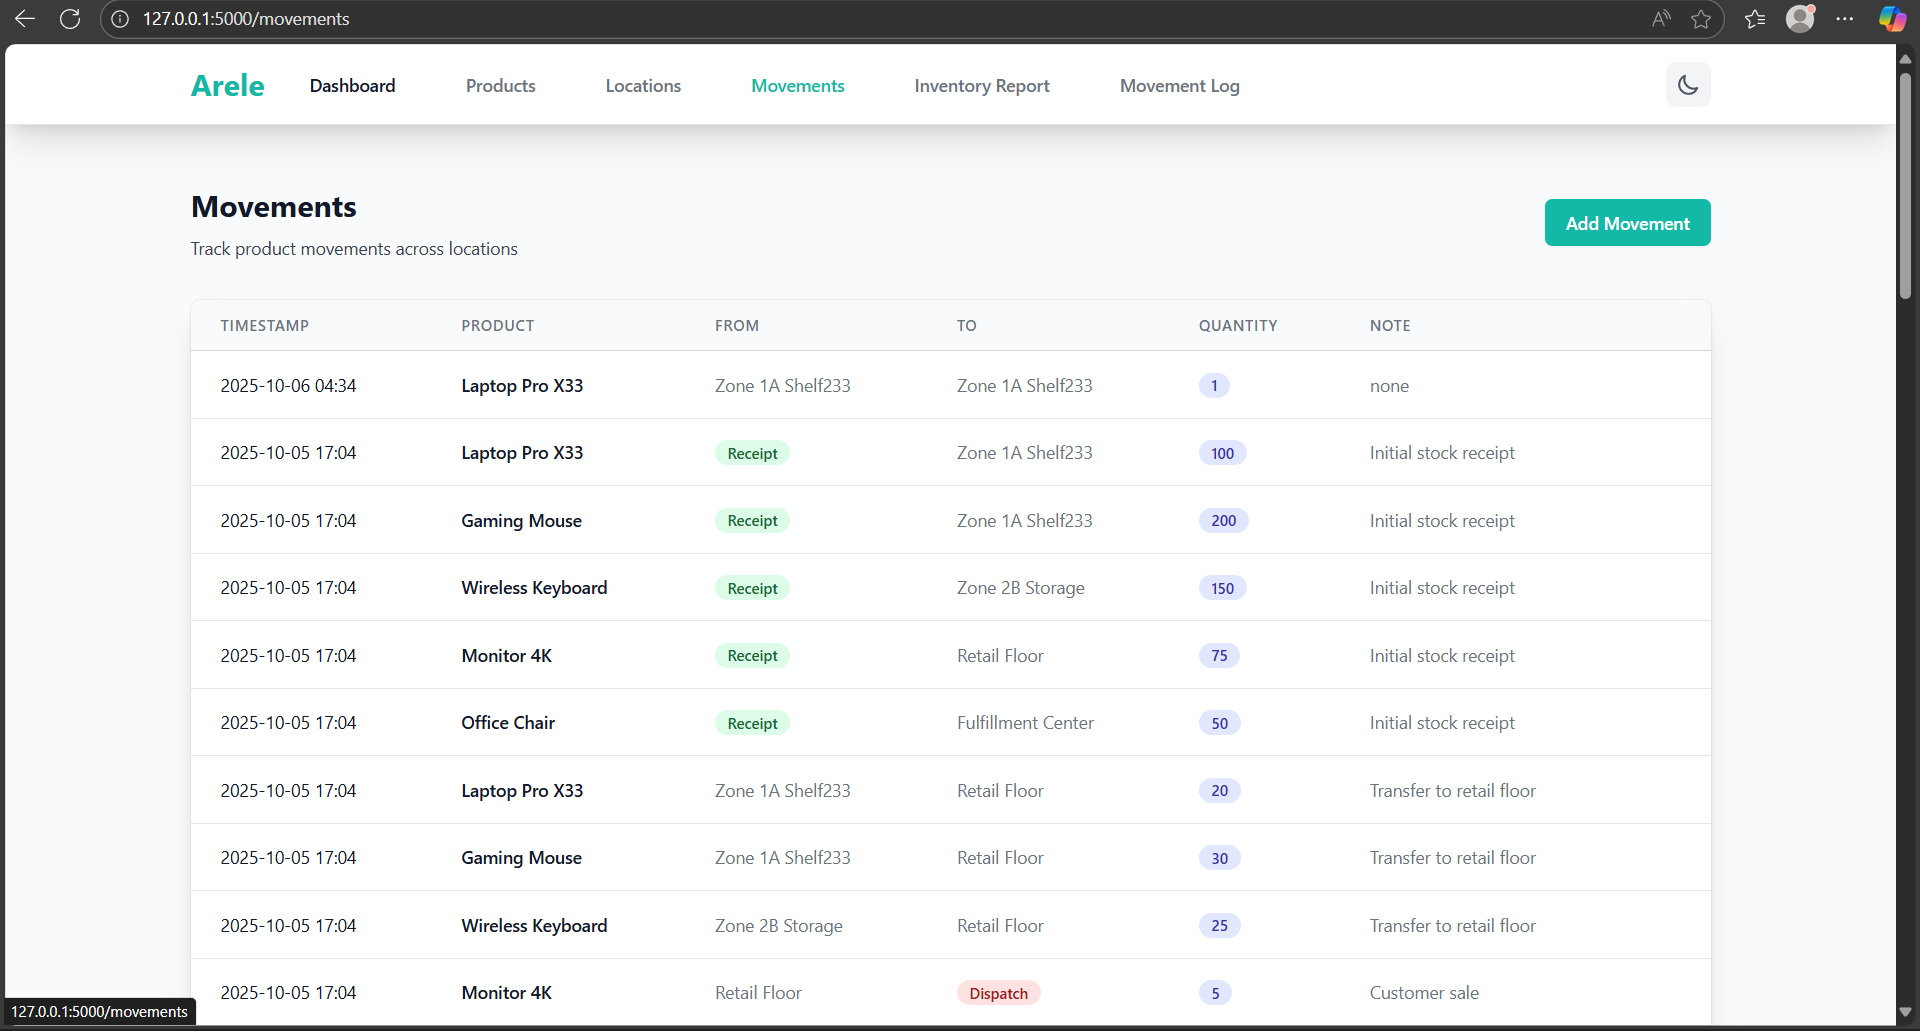 127.0.0.1:5000/movements
Arele Dashboard Products Locations Movements Inventory Report Movement Log
Movements
Add Movement
Track product movements across locations
TIMESTAMP PRODUCT FROM TO QUANTITY NOTE
2025-10-06 04:34 Laptop Pro X33 Zone 1A Shelf233 Zone 1A Shelf233 1 none
2025-10-05 17:04 Laptop Pro X33 Receipt Zone 1A Shelf233 100 Initial stock receipt
2025-10-05 17:04 Gaming Mouse Receipt Zone 1A Shelf233 200 Initial stock receipt
2025-10-05 17:04 Wireless Keyboard Receipt Zone 2B Storage 150 Initial stock receipt
2025-10-05 17:04 Monitor 4K Receipt Retail Floor 75 Initial stock receipt
2025-10-05 17:04 Office Chair Receipt Fulfillment Center 50 Initial stock receipt
2025-10-05 17:04 Laptop Pro X33 Zone 1A Shelf233 Retail Floor 20 Transfer to retail floor
2025-10-05 17:04 Gaming Mouse Zone 1A Shelf233 Retail Floor 30 Transfer to retail floor
2025-10-05 17:04 Wireless Keyboard Zone 2B Storage Retail Floor 25 Transfer to retail floor
2025-10-05 17:04 Monitor 4K Retail Floor Dispatch 5 Customer sale
127.0.0.1:5000/movements